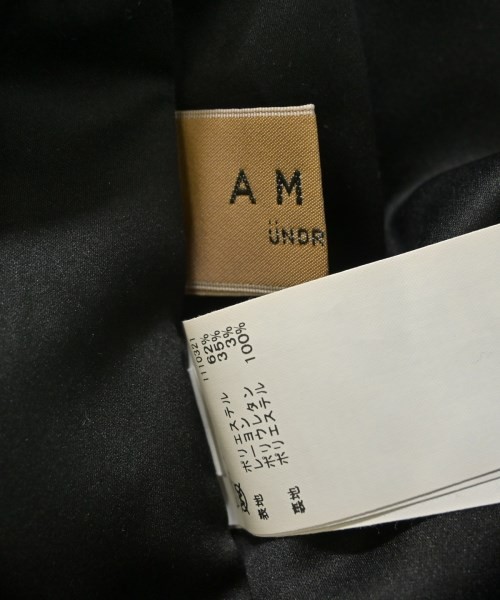 A M
ÜNDR
1110321
表地 ポリエステル 62%
レーヨン 35%
ポリウレタン 3%
裏地 ポリエステル 100%